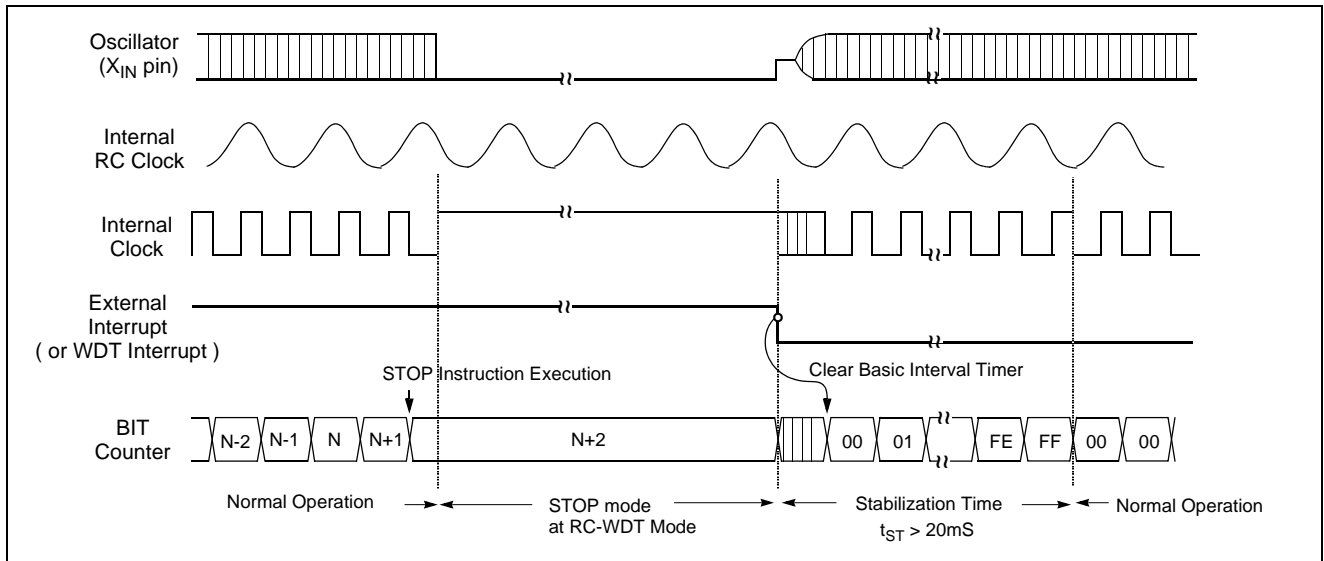 Oscillator
(XIN pin)
Internal
RC Clock
Internal
Clock
External
Interrupt
( or WDT Interrupt )
STOP Instruction Execution
Clear Basic Interval Timer
BIT
Counter
N-2 N-1 N N+1 N+2 00 01 FE FF 00 00
Normal Operation
STOP mode
at RC-WDT Mode
Stabilization Time
tST > 20mS
Normal Operation